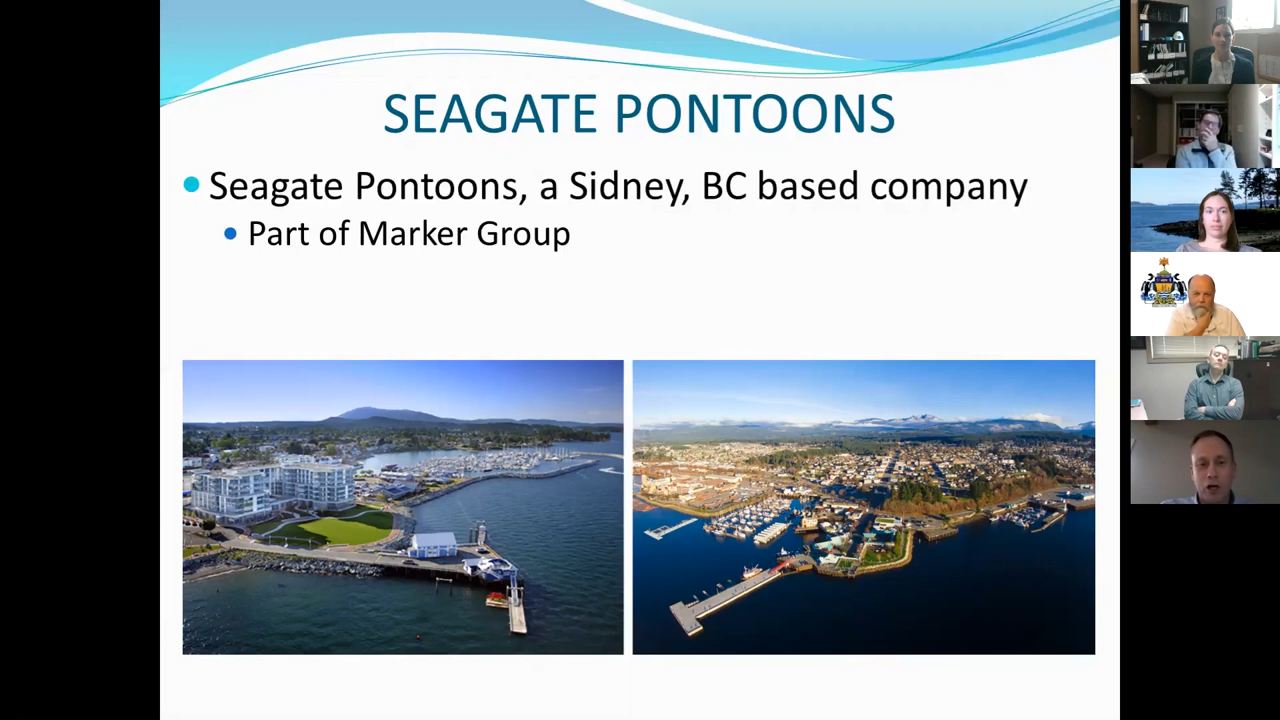 SEAGATE PONTOONS
Seagate Pontoons, a Sidney, BC based company
Part of Marker Group